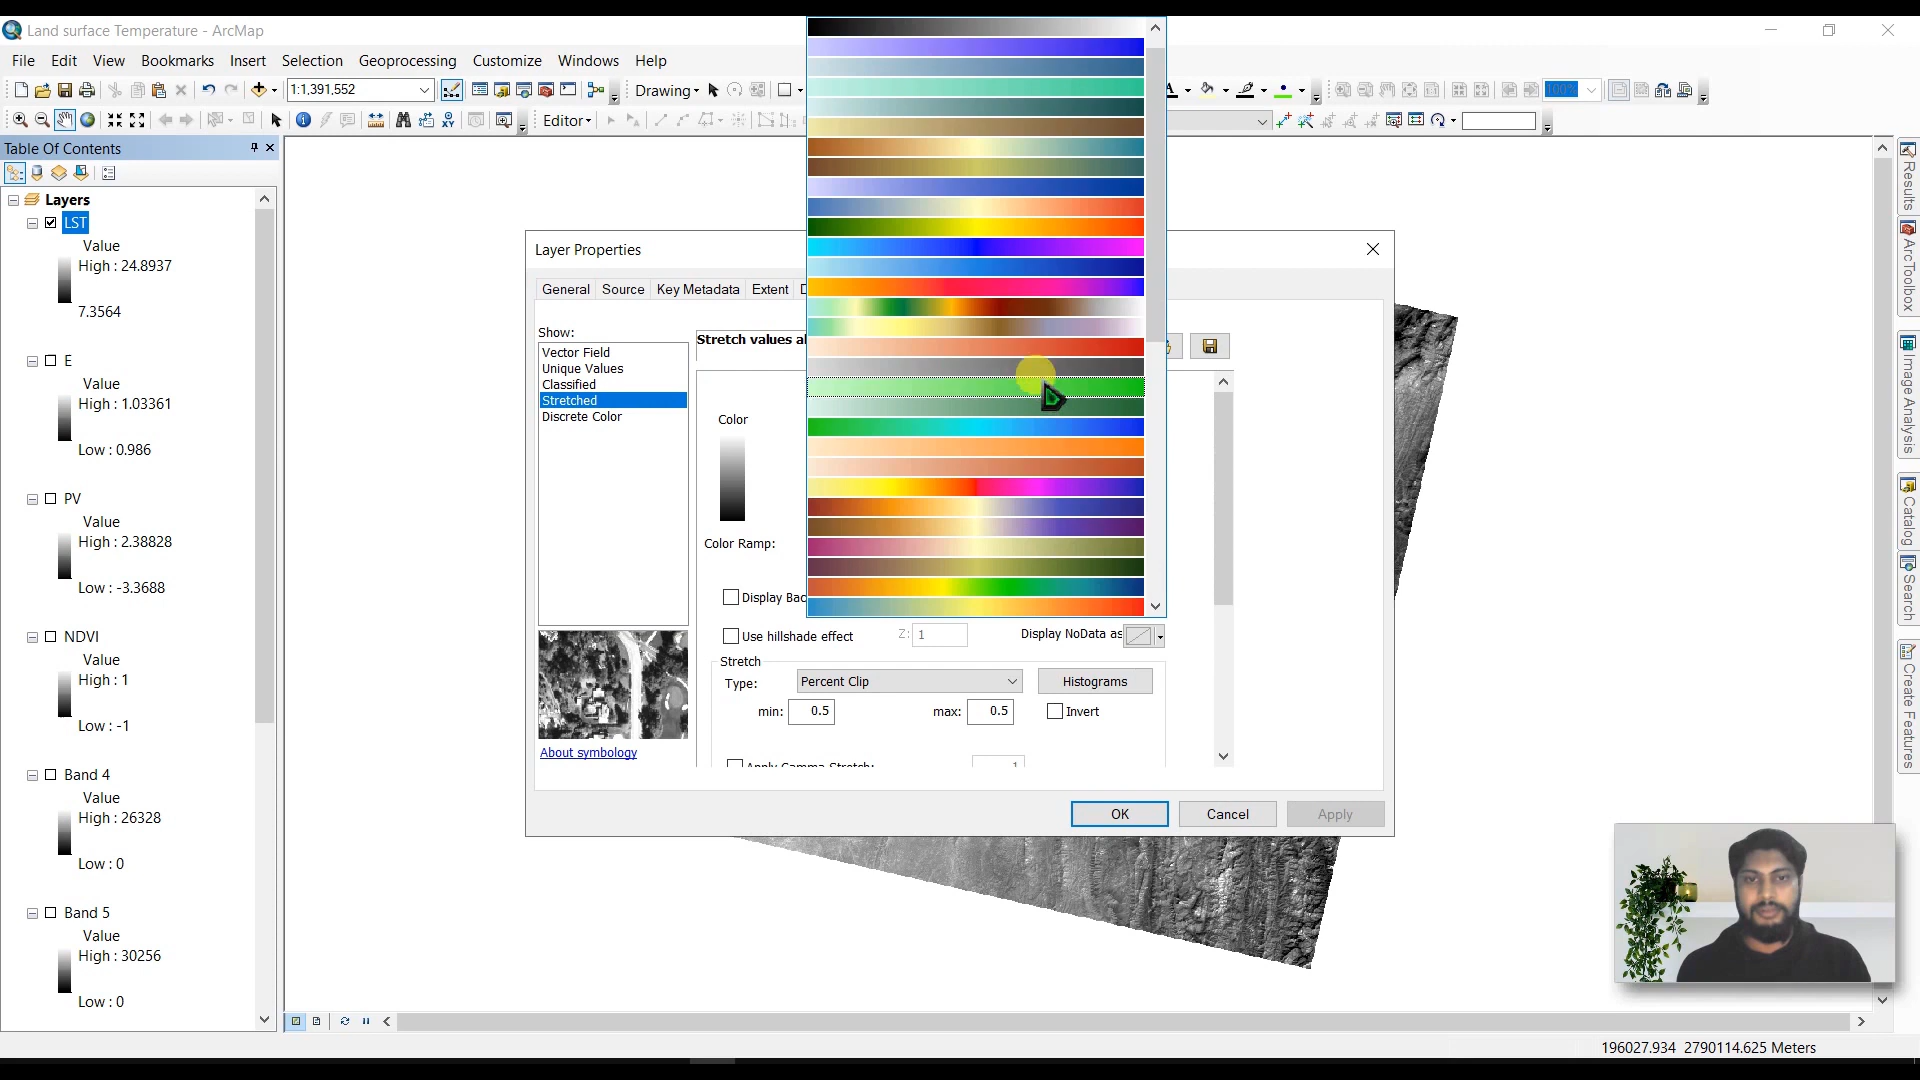 Land surface Temperature - ArcMap
File Edit View Bookmarks Insert Selection Geoprocessing Customize Windows Help
1:1,391,552 Drawing 100%
Editor
Table Of Contents
Layers
LST
Value
High : 24.8937
7.3564
E
Value
High : 1.03361
Low : 0.986
PV
Value
High : 2.38828
Low : -3.3688
NDVI
Value
High : 1
Low : -1
Band 4
Value
High : 26328
Low : 0
Band 5
Value
High : 30256
Low : 0
Layer Properties
General Source Key Metadata Extent
Show:
Vector Field
Unique Values
Classified
Stretched
Discrete Color
About symbology
Stretch values
Color
Color Ramp:
Display
Use hillshade effect Z: 1 Display NoData as
Stretch
Type: Percent Clip Histograms
min: 0.5 max: 0.5 Invert
Apply Gamma Stretch: 1
OK Cancel Apply
Results
ArcToolbox
Image Analysis
Catalog
Search
Create Features
196027.934 2790114.625 Meters